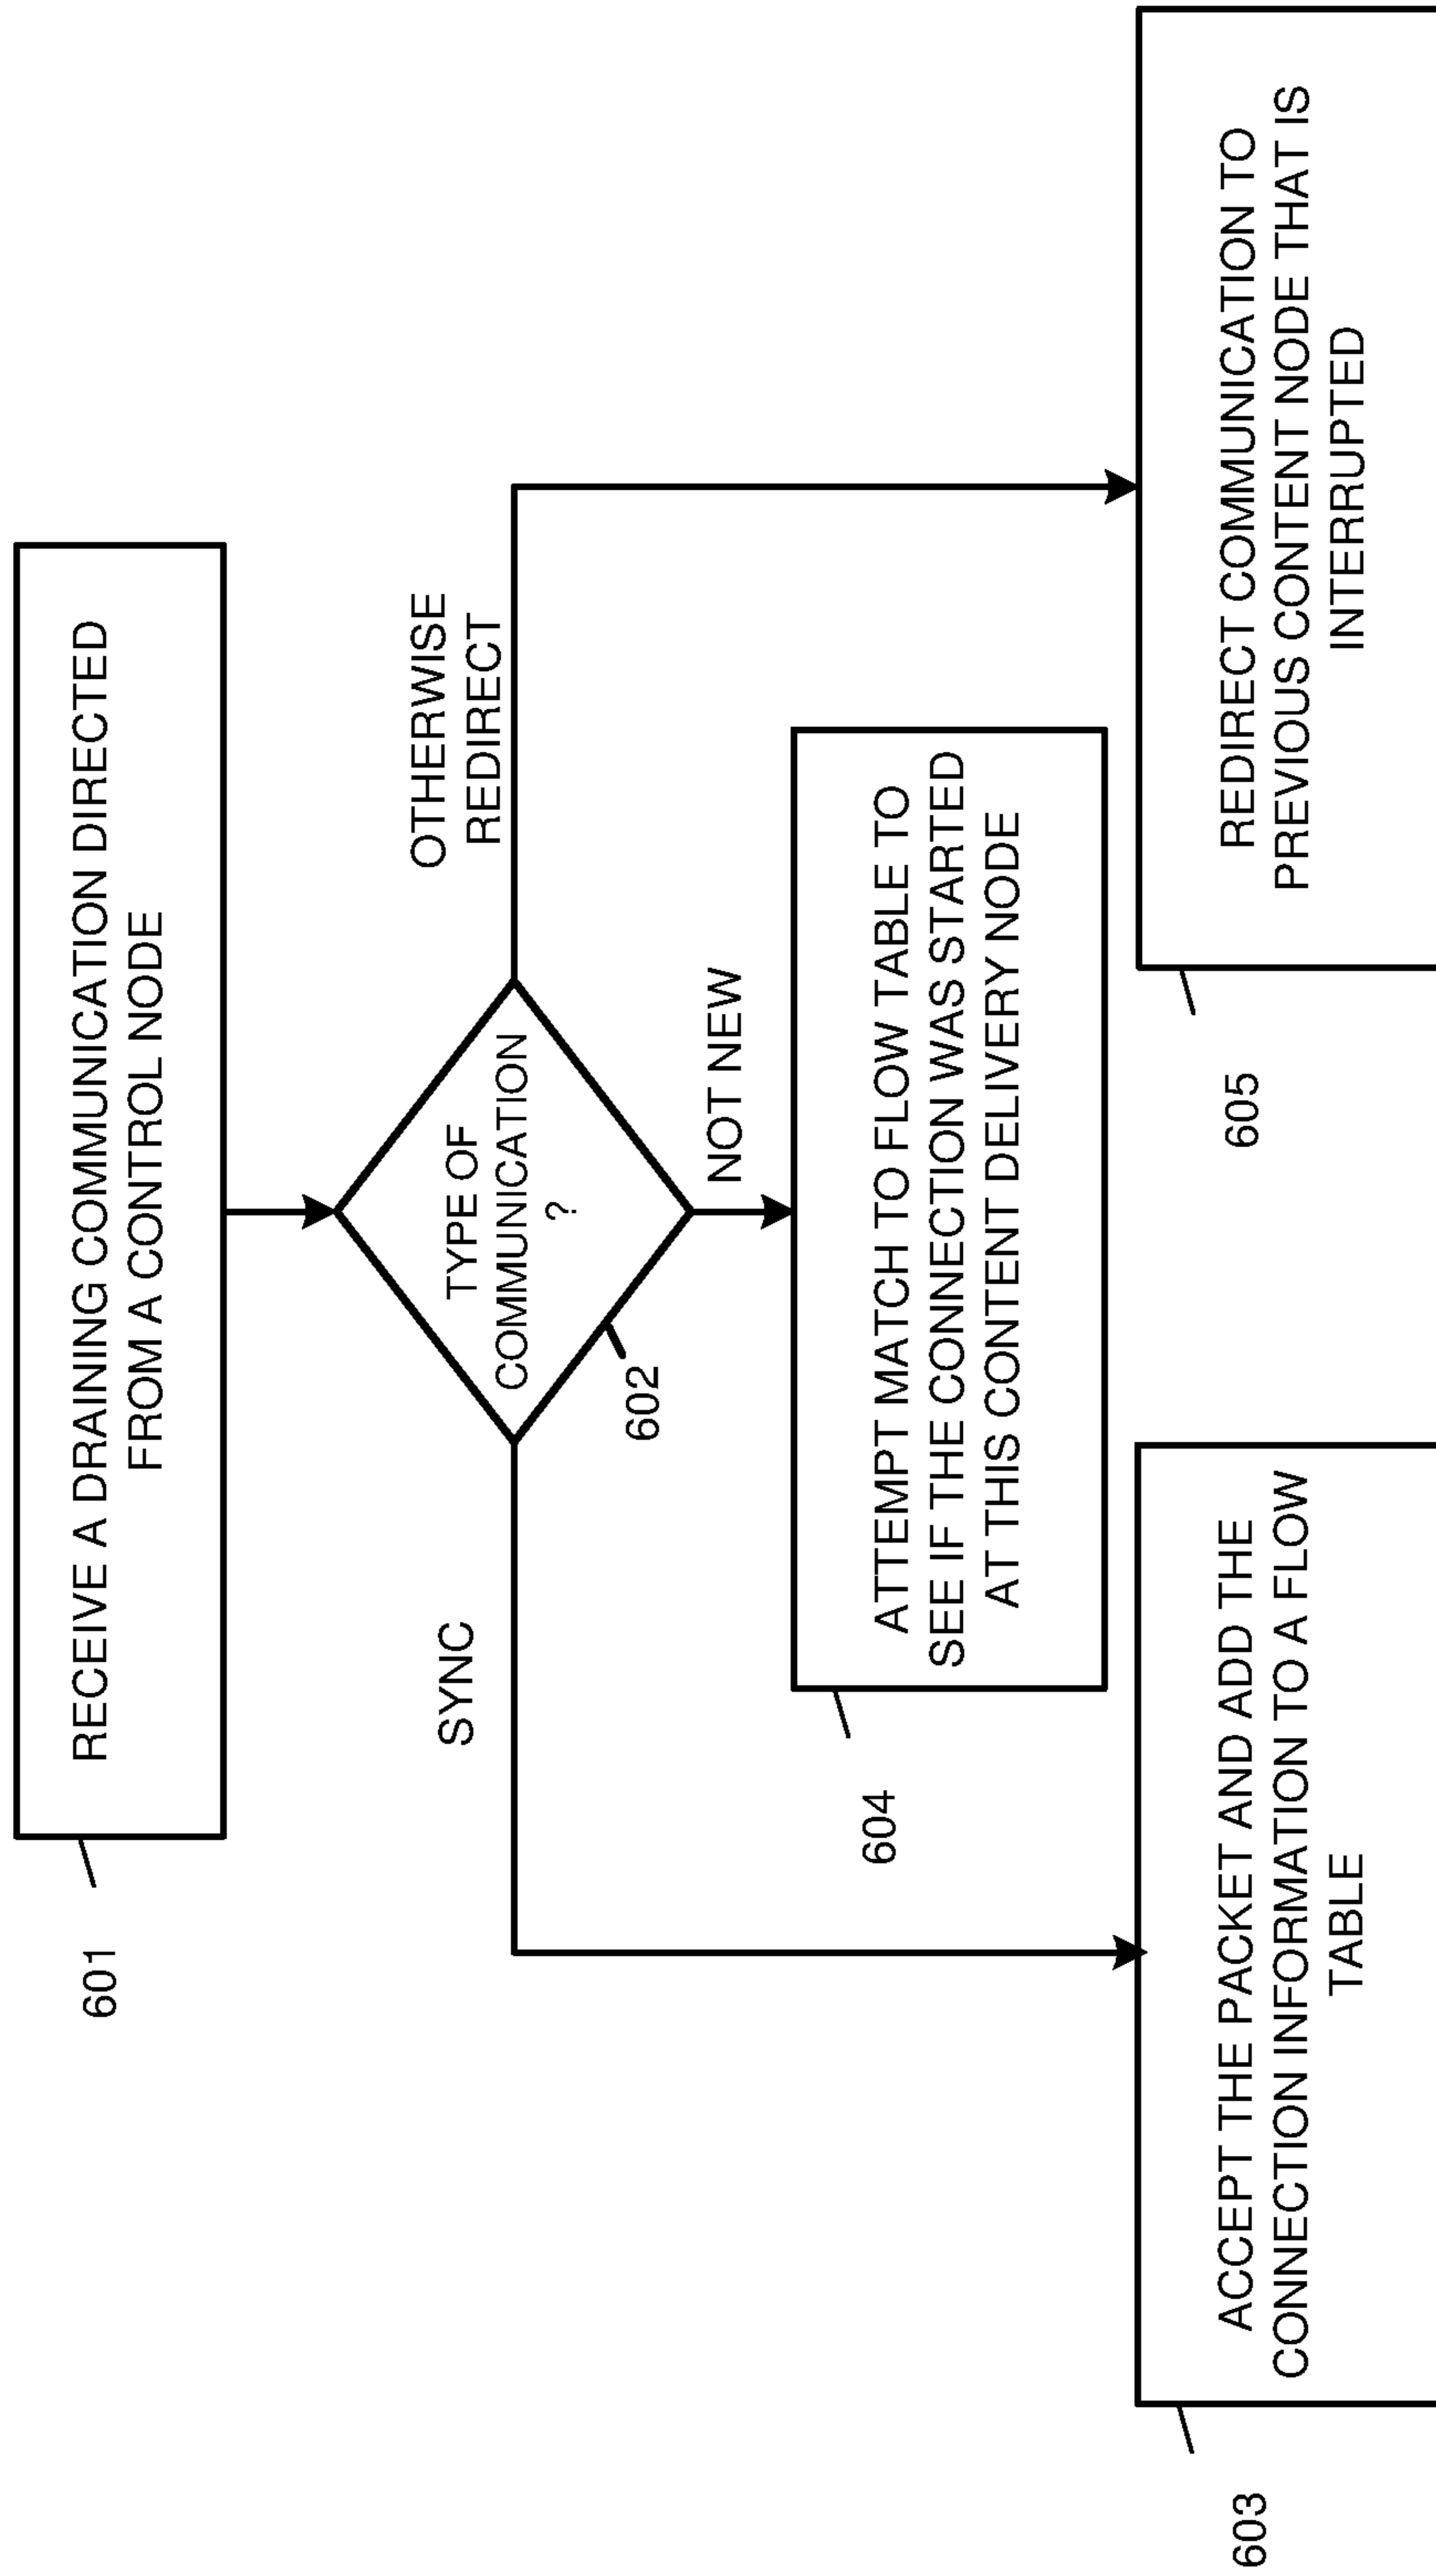 601
RECEIVE A DRAINING COMMUNICATION DIRECTED
FROM A CONTROL NODE
TYPE OF
COMMUNICATION
?
602
SYNC
OTHERWISE
REDIRECT
NOT NEW
604
ATTEMPT MATCH TO FLOW TABLE TO
SEE IF THE CONNECTION WAS STARTED
AT THIS CONTENT DELIVERY NODE
603
ACCEPT THE PACKET AND ADD THE
CONNECTION INFORMATION TO A FLOW
TABLE
605
REDIRECT COMMUNICATION TO
PREVIOUS CONTENT NODE THAT IS
INTERRUPTED